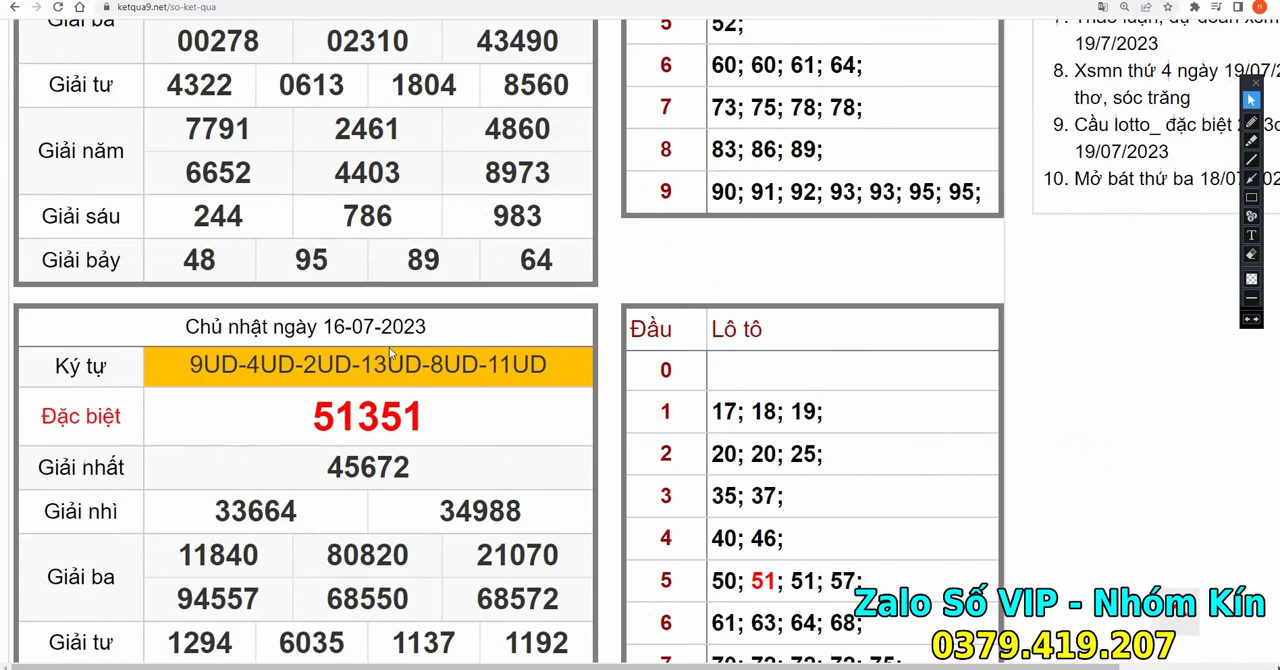 ketqua9.net/so-ket-qua
Giải ba
00278 02310 43490
Giải tư 4322 0613 1804 8560
Giải năm
7791 2461 4860
6652 4403 8973
Giải sáu 244 786 983
Giải bảy 48 95 89 64
5 52;
6 60; 60; 61; 64;
7 73; 75; 78; 78;
8 83; 86; 89;
9 90; 91; 92; 93; 93; 95; 95;
19/7/2023
8. Xsmn thứ 4 ngày 19/07/2
thơ, sóc trăng
9. Cầu lotto_ đặc biệt
19/07/2023
10. Mở bát thứ ba 18/0
Chủ nhật ngày 16-07-2023
Ký tự 9UD-4UD-2UD-13UD-8UD-11UD
Đặc biệt 51351
Giải nhất 45672
Giải nhì 33664 34988
Giải ba
11840 80820 21070
94557 68550 68572
Giải tư 1294 6035 1137 1192
Đầu Lô tô
0
1 17; 18; 19;
2 20; 20; 25;
3 35; 37;
4 40; 46;
5 50; 51; 51; 57;
6 61; 63; 64; 68;
Zalo Số VIP - Nhóm Kín
0379.419.207